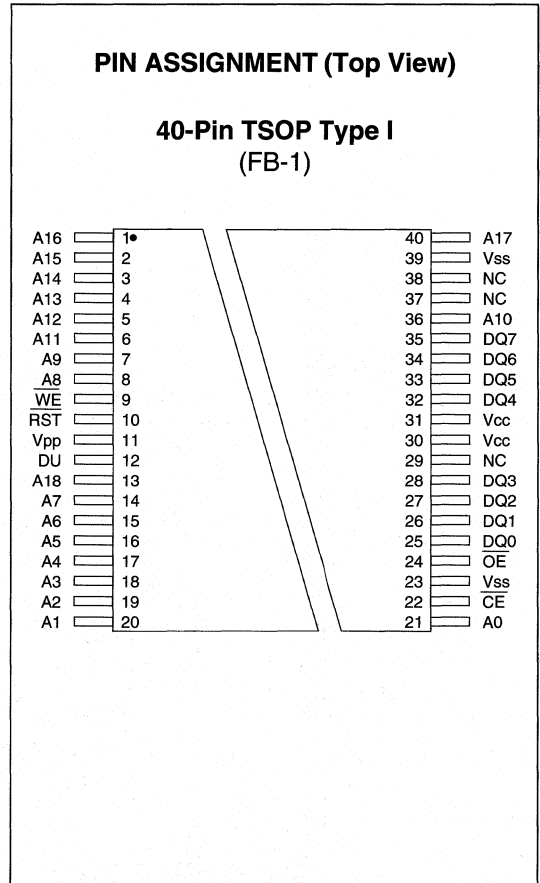 PIN ASSIGNMENT (Top View)
40-Pin TSOP Type I
(FB-1)
A16 1 40 A17
A15 2 39 Vss
A14 3 38 NC
A13 4 37 NC
A12 5 36 A10
A11 6 35 DQ7
A9 7 34 DQ6
A8 8 33 DQ5
W̅E̅ 9 32 DQ4
R̅S̅T̅ 10 31 Vcc
Vpp 11 30 Vcc
DU 12 29 NC
A18 13 28 DQ3
A7 14 27 DQ2
A6 15 26 DQ1
A5 16 25 DQ0
A4 17 24 O̅E̅
A3 18 23 Vss
A2 19 22 C̅E̅
A1 20 21 A0